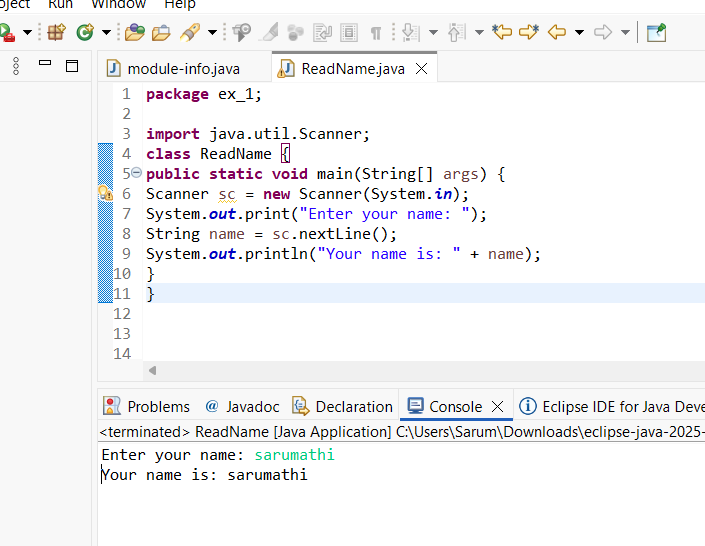 oject Run Window Help
module-info.java ReadName.java
1 package ex_1;
2
3 import java.util.Scanner;
4 class ReadName {
5 public static void main(String[] args) {
6 Scanner sc = new Scanner(System.in);
7 System.out.print("Enter your name: ");
8 String name = sc.nextLine();
9 System.out.println("Your name is: " + name);
10 }
11 }
12
13
14
Problems @ Javadoc Declaration Console Eclipse IDE for Java Deve
<terminated> ReadName [Java Application] C:\Users\Sarum\Downloads\eclipse-java-2025-
Enter your name: sarumathi
Your name is: sarumathi